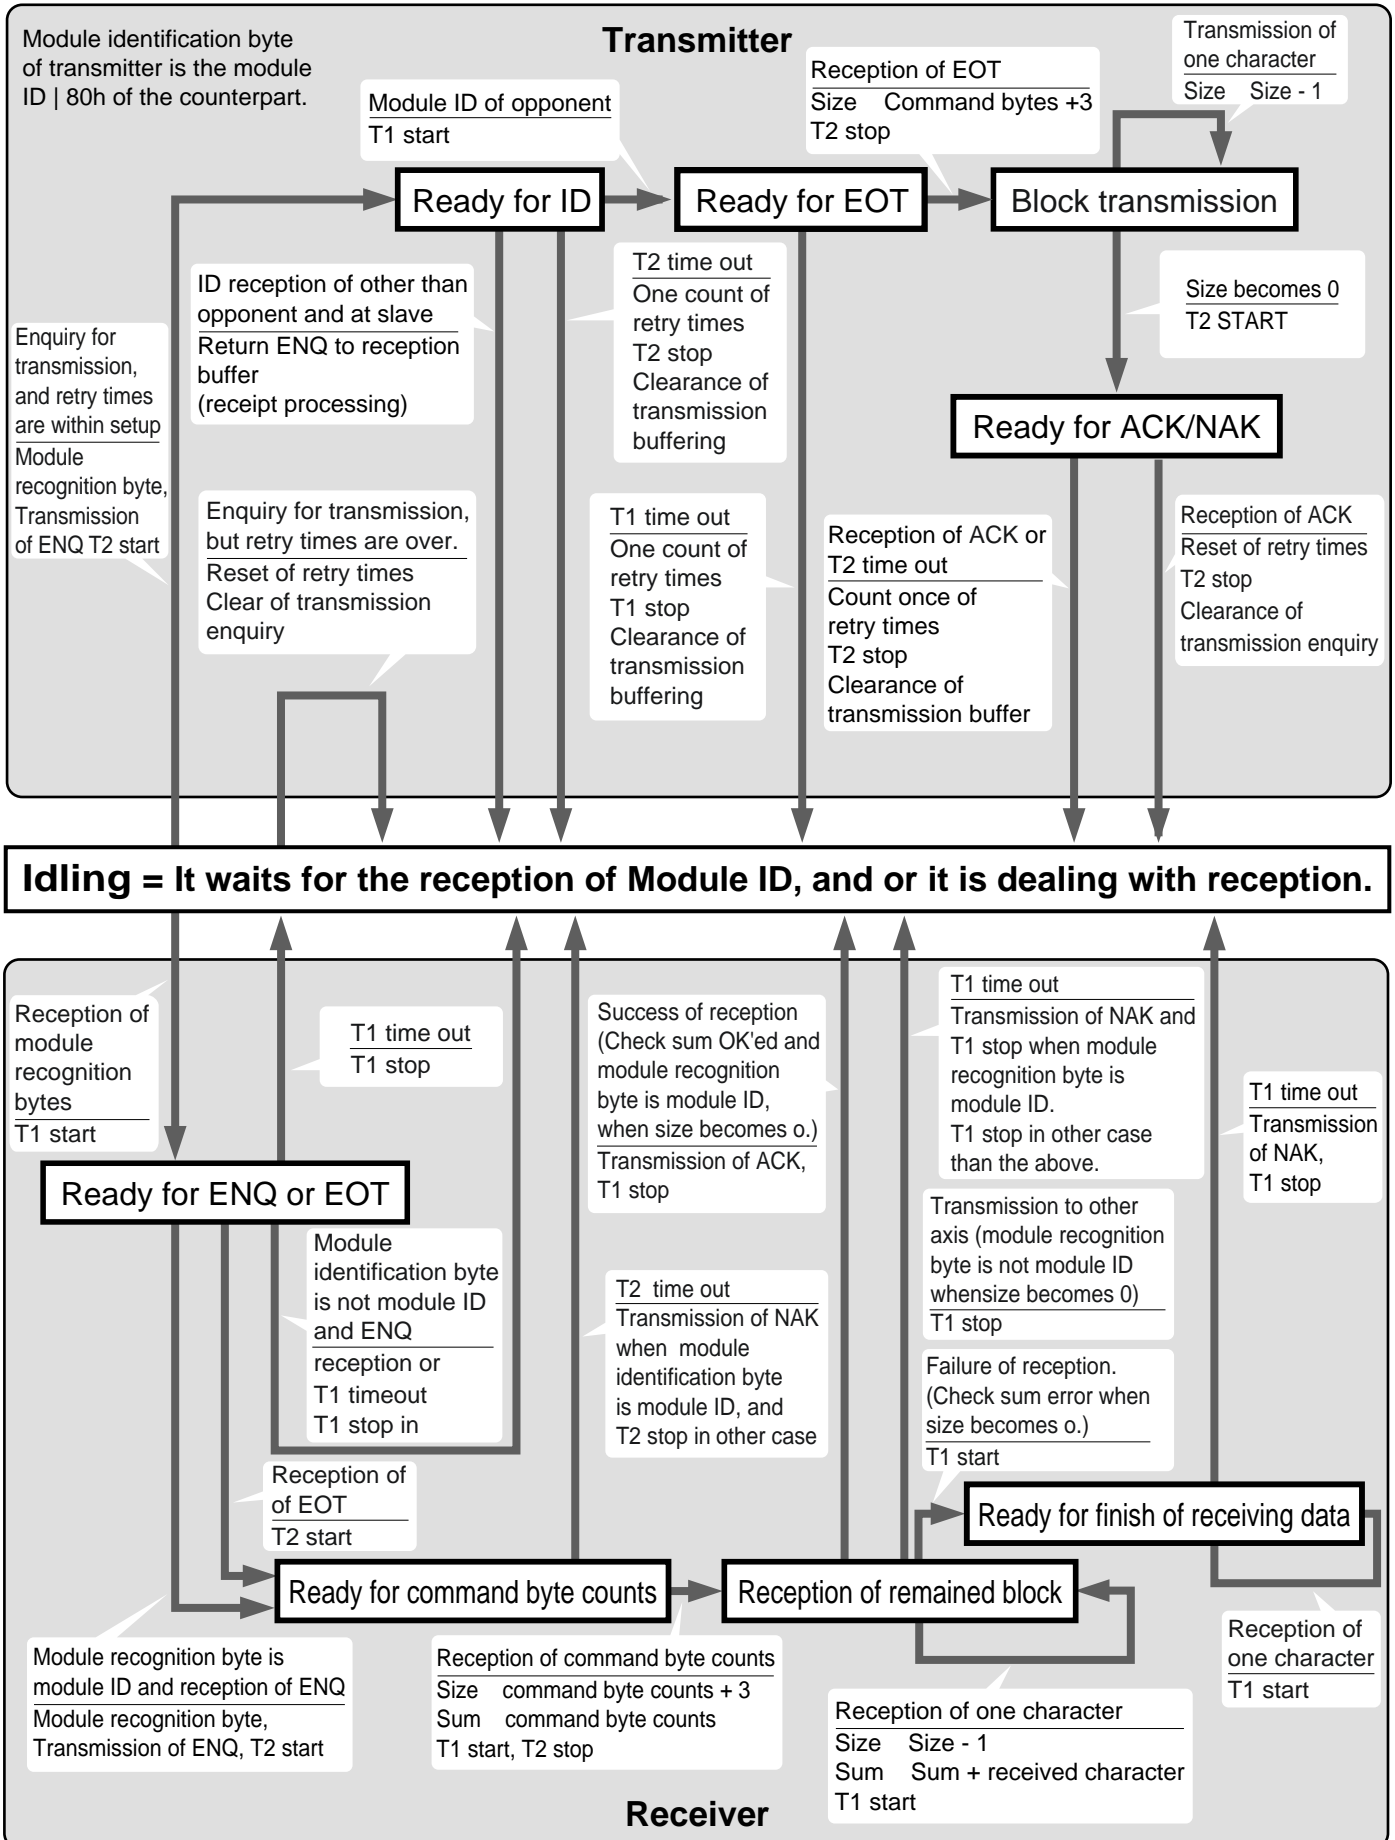 Transmitter
Module identification byte
of transmitter is the module
ID | 80h of the counterpart.
Module ID of opponent
T1 start
Reception of EOT
Size Command bytes +3
T2 stop
Transmission of
one character
Size Size - 1
Ready for ID
Ready for EOT
Block transmission
ID reception of other than
opponent and at slave
Return ENQ to reception
buffer
(receipt processing)
T2 time out
One count of
retry times
T2 stop
Clearance of
transmission
buffering
Size becomes 0
T2 START
Enquiry for
transmission,
and retry times
are within setup
Module
recognition byte,
Transmission
of ENQ T2 start
Ready for ACK/NAK
Enquiry for transmission,
but retry times are over.
Reset of retry times
Clear of transmission
enquiry
T1 time out
One count of
retry times
T1 stop
Clearance of
transmission
buffering
Reception of ACK or
T2 time out
Count once of
retry times
T2 stop
Clearance of
transmission buffer
Reception of ACK
Reset of retry times
T2 stop
Clearance of
transmission enquiry
Idling = It waits for the reception of Module ID, and or it is dealing with reception.
Reception of
module
recognition
bytes
T1 start
T1 time out
T1 stop
Success of reception
(Check sum OK'ed and
module recognition
byte is module ID,
when size becomes o.)
Transmission of ACK,
T1 stop
T1 time out
Transmission of NAK and
T1 stop when module
recognition byte is
module ID.
T1 stop in other case
than the above.
T1 time out
Transmission
of NAK,
T1 stop
Ready for ENQ or EOT
Module
identification byte
is not module ID
and ENQ
reception or
T1 timeout
T1 stop in
T2 time out
Transmission of NAK
when module
identification byte
is module ID, and
T2 stop in other case
Transmission to other
axis (module recognition
byte is not module ID
whensize becomes 0)
T1 stop
Failure of reception.
(Check sum error when
size becomes o.)
T1 start
Reception of
of EOT
T2 start
Ready for finish of receiving data
Ready for command byte counts
Reception of remained block
Module recognition byte is
module ID and reception of ENQ
Module recognition byte,
Transmission of ENQ, T2 start
Reception of command byte counts
Size command byte counts + 3
Sum command byte counts
T1 start, T2 stop
Reception of one character
Size Size - 1
Sum Sum + received character
T1 start
Reception of
one character
T1 start
Receiver